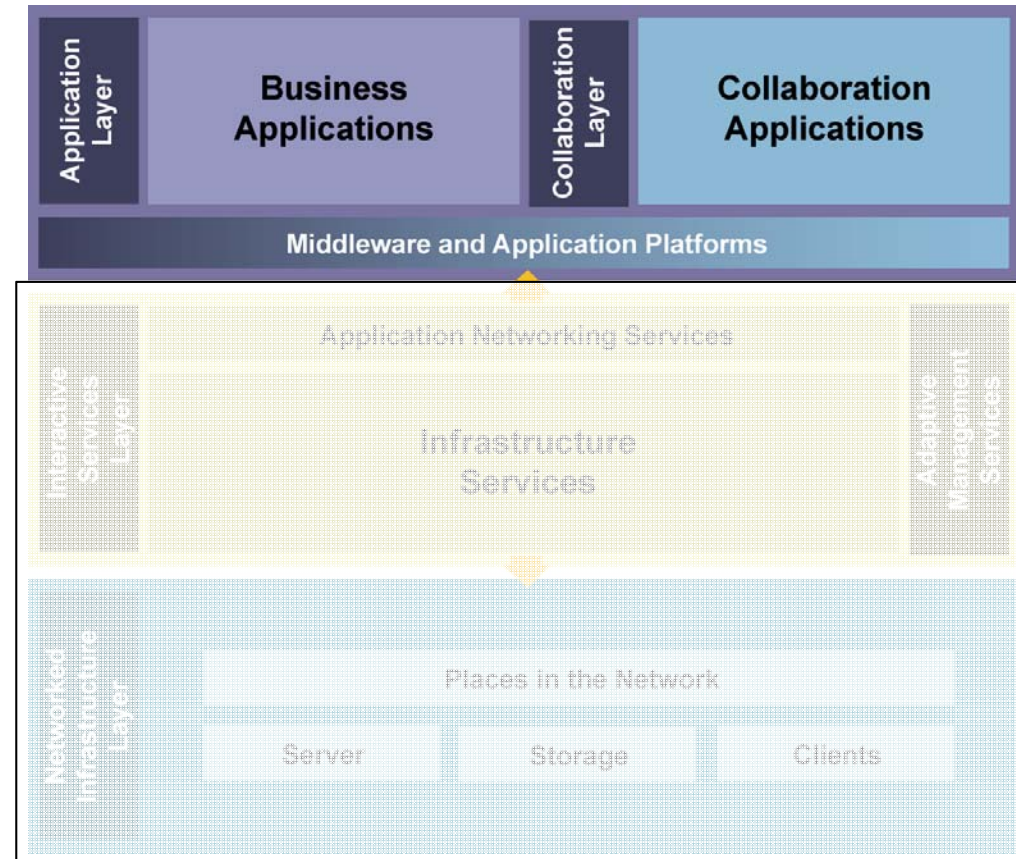 Application
Layer
Business
Applications
Collaboration
Layer
Collaboration
Applications
Middleware and Application Platforms
Interactive
Services
Layer
Application Networking Services
Infrastructure
Services
Adaptive
Management
Services
Networked
Infrastructure
Layer
Places in the Network
Server
Storage
Clients